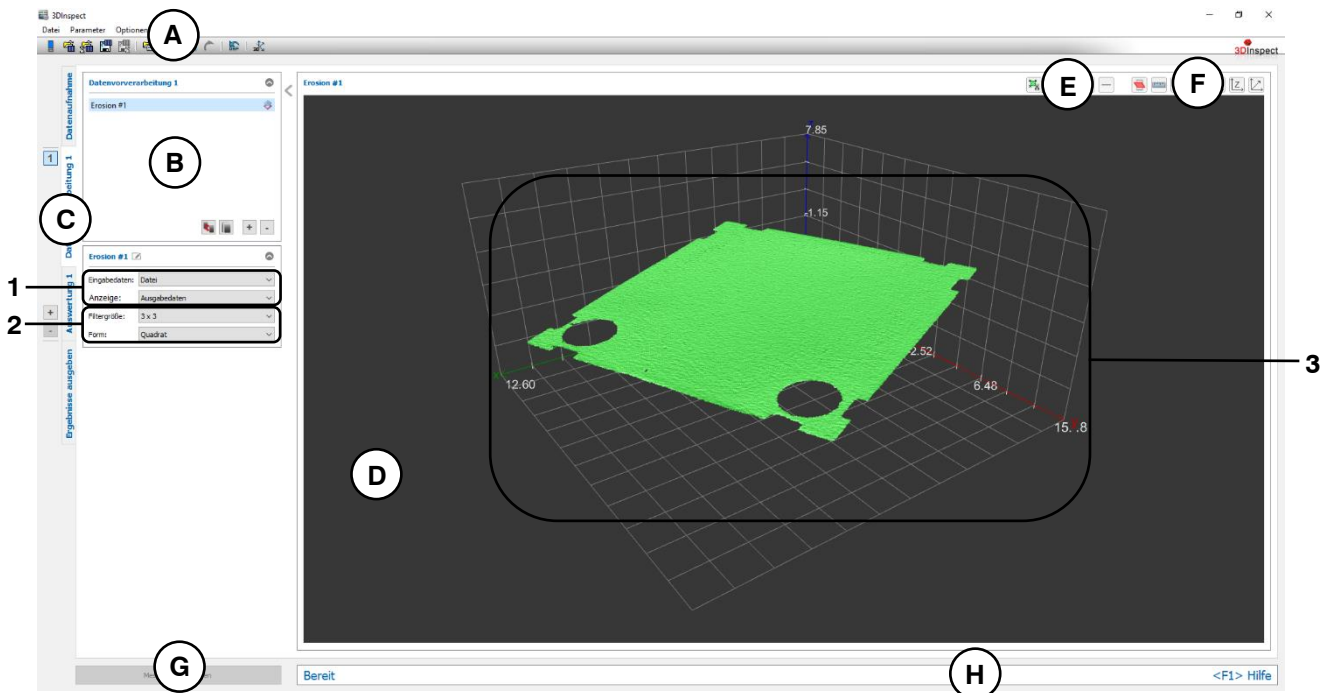 3DInspect
Datei Parameter
A
3DInspect
Datenvorverarbeitung 1
Erosion #1
B
Datenaufnahme
1
C
Auswertung 1
Ergebnisse ausgeben
+
-
+ -
Erosion #1
Eingabedaten: Datei
Anzeige: Ausgabedaten
1
Filtergröße: 3 x 3
Form: Quadrat
2
Erosion #1
E
F
Z
7.85
-1.15
-2.52
6.48
12.60
3
D
G
Bereit
H
<F1> Hilfe